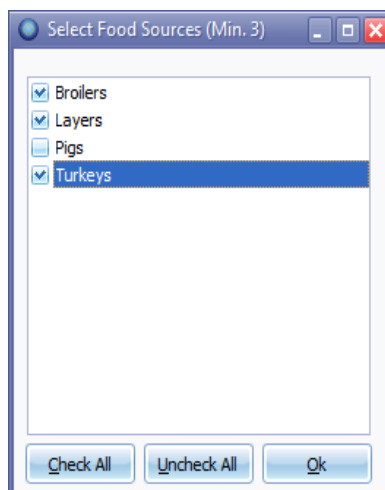 Select Food Sources (Min. 3)
Broilers
Layers
Pigs
Turkeys
Check All Uncheck All Ok